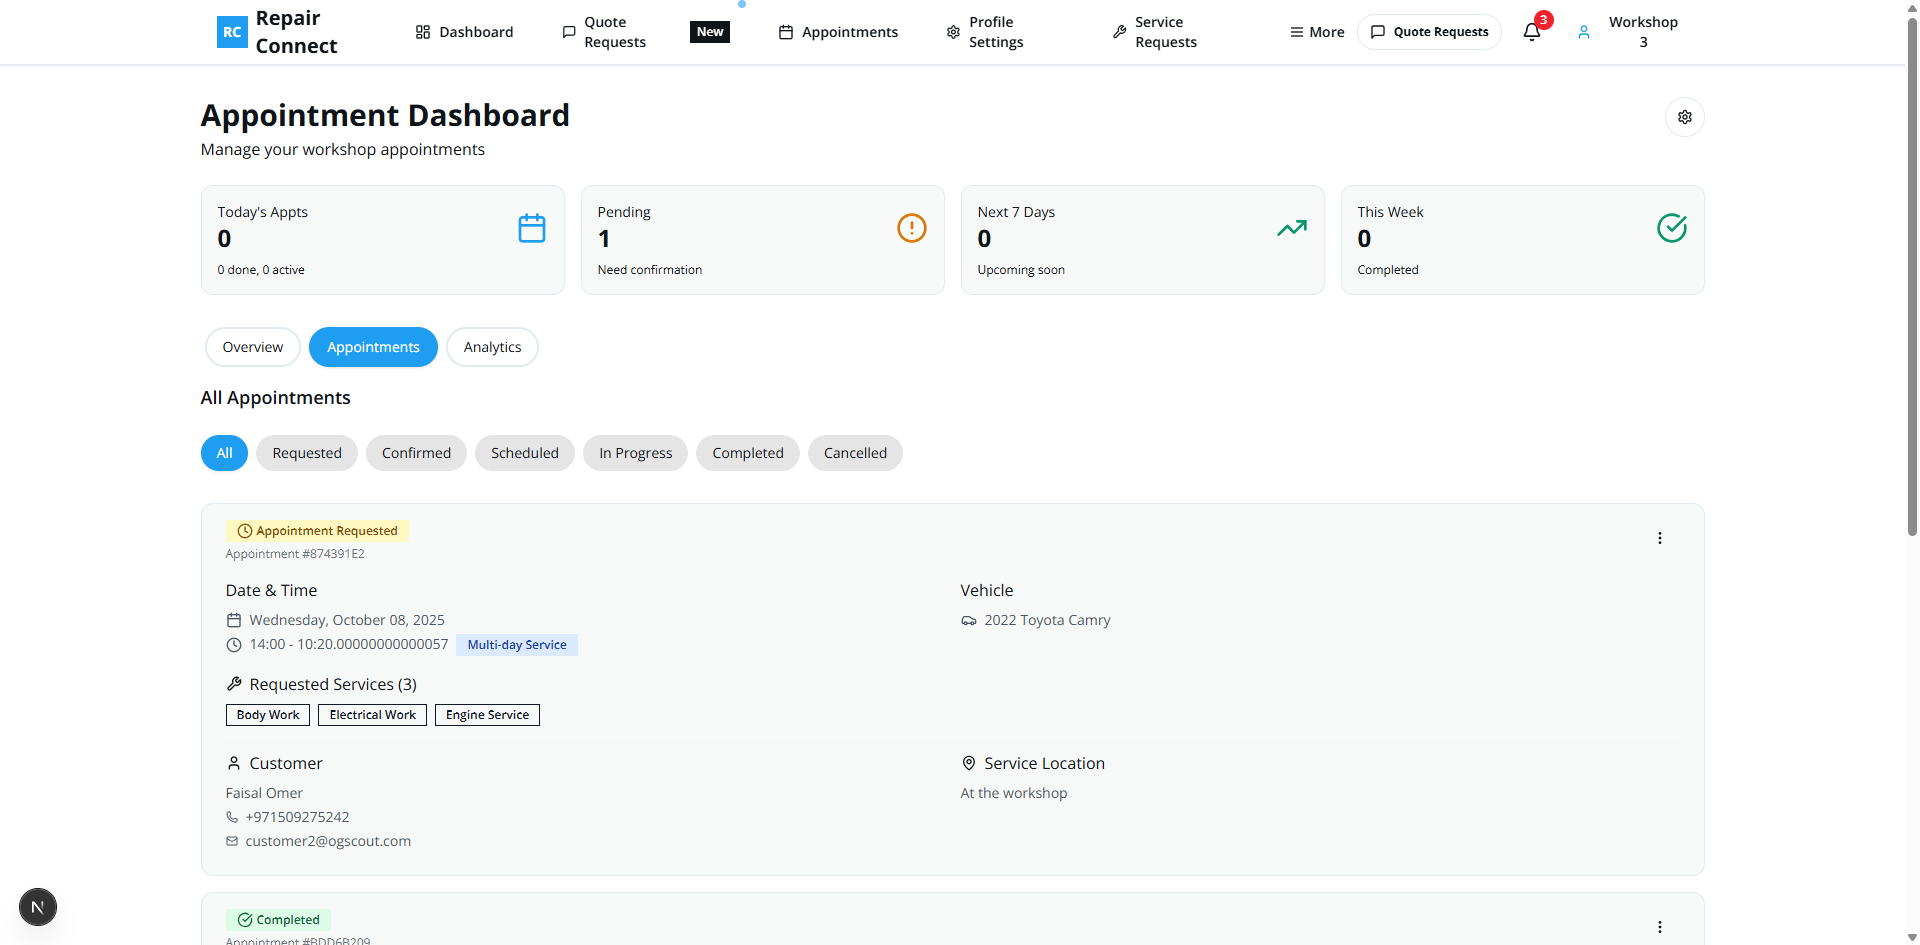 RC
Repair
Connect
Dashboard
Quote
Requests
New
Appointments
Profile
Settings
Service
Requests
More
Quote Requests
3
Workshop
3
Appointment Dashboard
Manage your workshop appointments
Today's Appts
0
0 done, 0 active
Pending
1
Need confirmation
Next 7 Days
0
Upcoming soon
This Week
0
Completed
Overview
Appointments
Analytics
All Appointments
All
Requested
Confirmed
Scheduled
In Progress
Completed
Cancelled
Appointment Requested
Appointment #874391E2
Date & Time
Wednesday, October 08, 2025
14:00 - 10:20.00000000000057
Multi-day Service
Vehicle
2022 Toyota Camry
Requested Services (3)
Body Work
Electrical Work
Engine Service
Customer
Faisal Omer
+971509275242
customer2@ogscout.com
Service Location
At the workshop
N
Completed
Appointment #BDD6B209